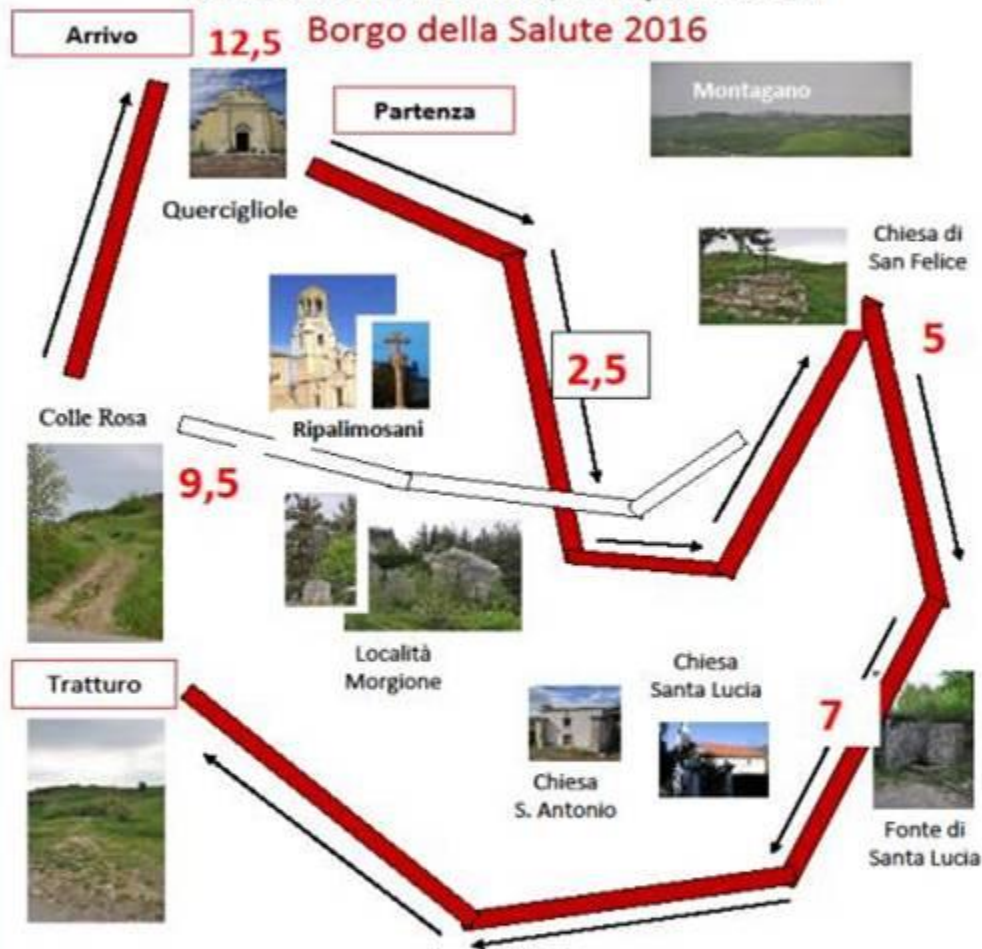 Borgo della Salute 2016
Arrivo
12,5
Partenza
Montagano
Quercigliole
Chiesa di
San Felice
5
2,5
Colle Rosa
Ripalimosani
9,5
Località
Morgione
Chiesa
Santa Lucia
Tratturo
7
Chiesa
S. Antonio
Fonte di
Santa Lucia